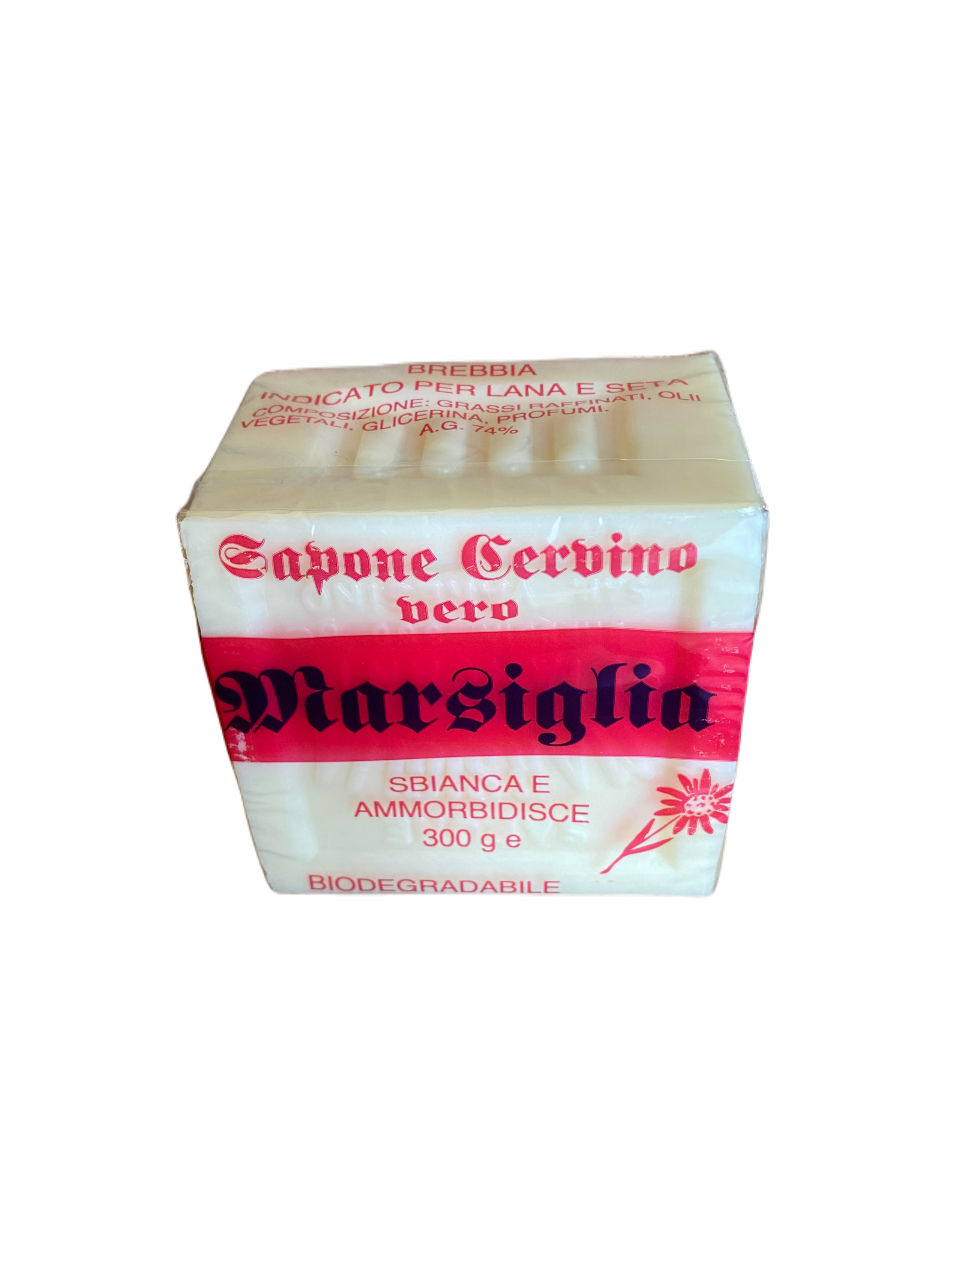 BREBBIA
INDICATO PER LANA E SETA
COMPOSIZIONE: GRASSI RAFFINATI, OLII
VEGETALI, GLICERINA, PROFUMI.
A.G. 74%
Sapone Cervino
vero
Marsiglia
SBIANCA E
AMMORBIDISCE
300 g e
BIODEGRADABILE